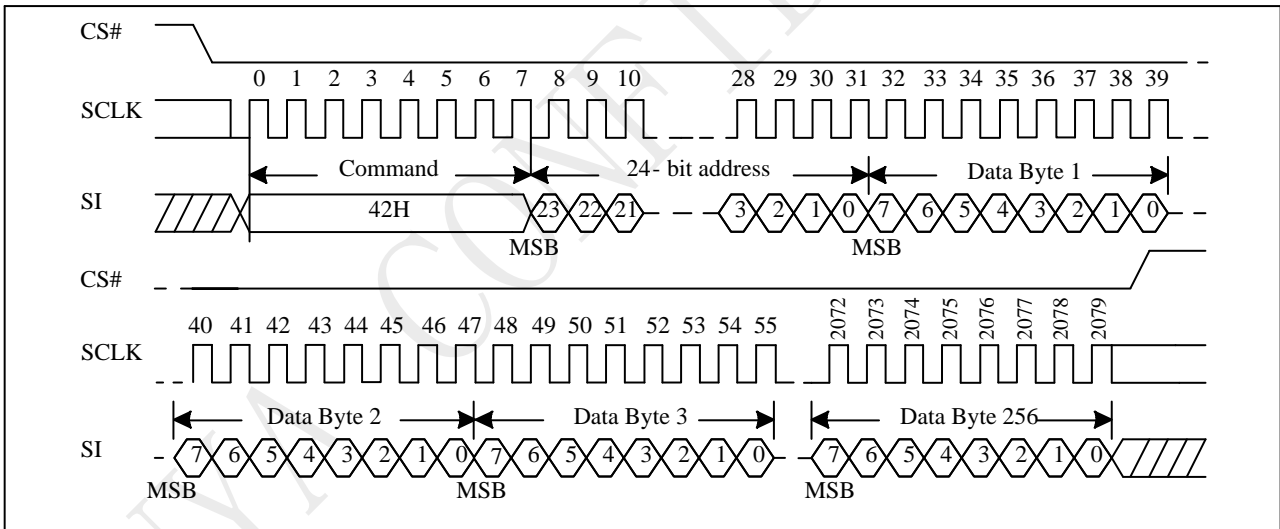 CS#
0 1 2 3 4 5 6 7 8 9 10 28 29 30 31 32 33 34 35 36 37 38 39
SCLK
Command 24- bit address Data Byte 1
SI 42H 23 22 21 3 2 1 0 7 6 5 4 3 2 1 0
MSB MSB
CS#
40 41 42 43 44 45 46 47 48 49 50 51 52 53 54 55 2072 2073 2074 2075 2076 2077 2078 2079
SCLK
Data Byte 2 Data Byte 3 Data Byte 256
SI 7 6 5 4 3 2 1 0 7 6 5 4 3 2 1 0 7 6 5 4 3 2 1 0
MSB MSB MSB